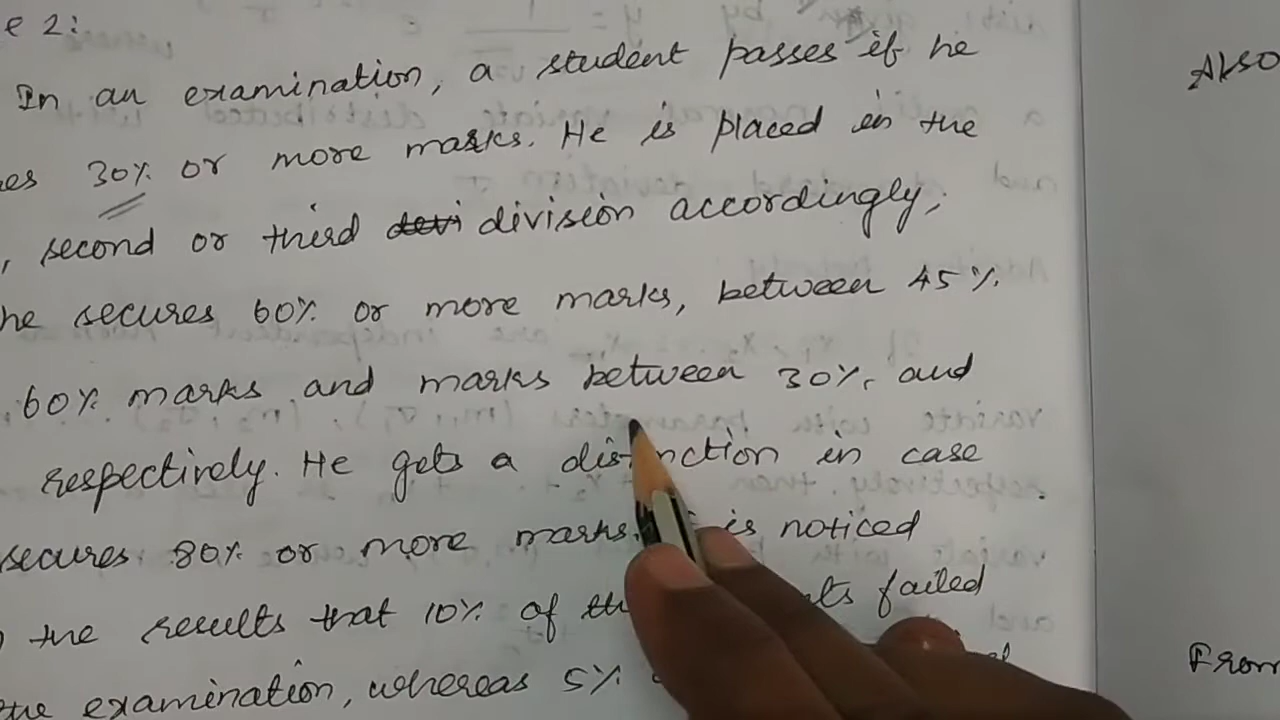 e 2:
In an examination, a student passes if he
es 30% or more marks. He is placed in the
, second or third devi division accordingly,
he secures 60% or more marks, between 45%
60% marks and marks between 30% and
respectively. He gets a distinction in case
secures 80% or more marks. is noticed
the results that 10% of the failed
the examination, whereas 5%
Also
From